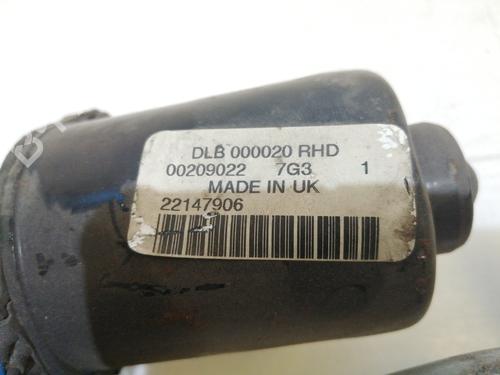 DLB 000020 RHD
00209022 7G3 1
MADE IN UK
22147906